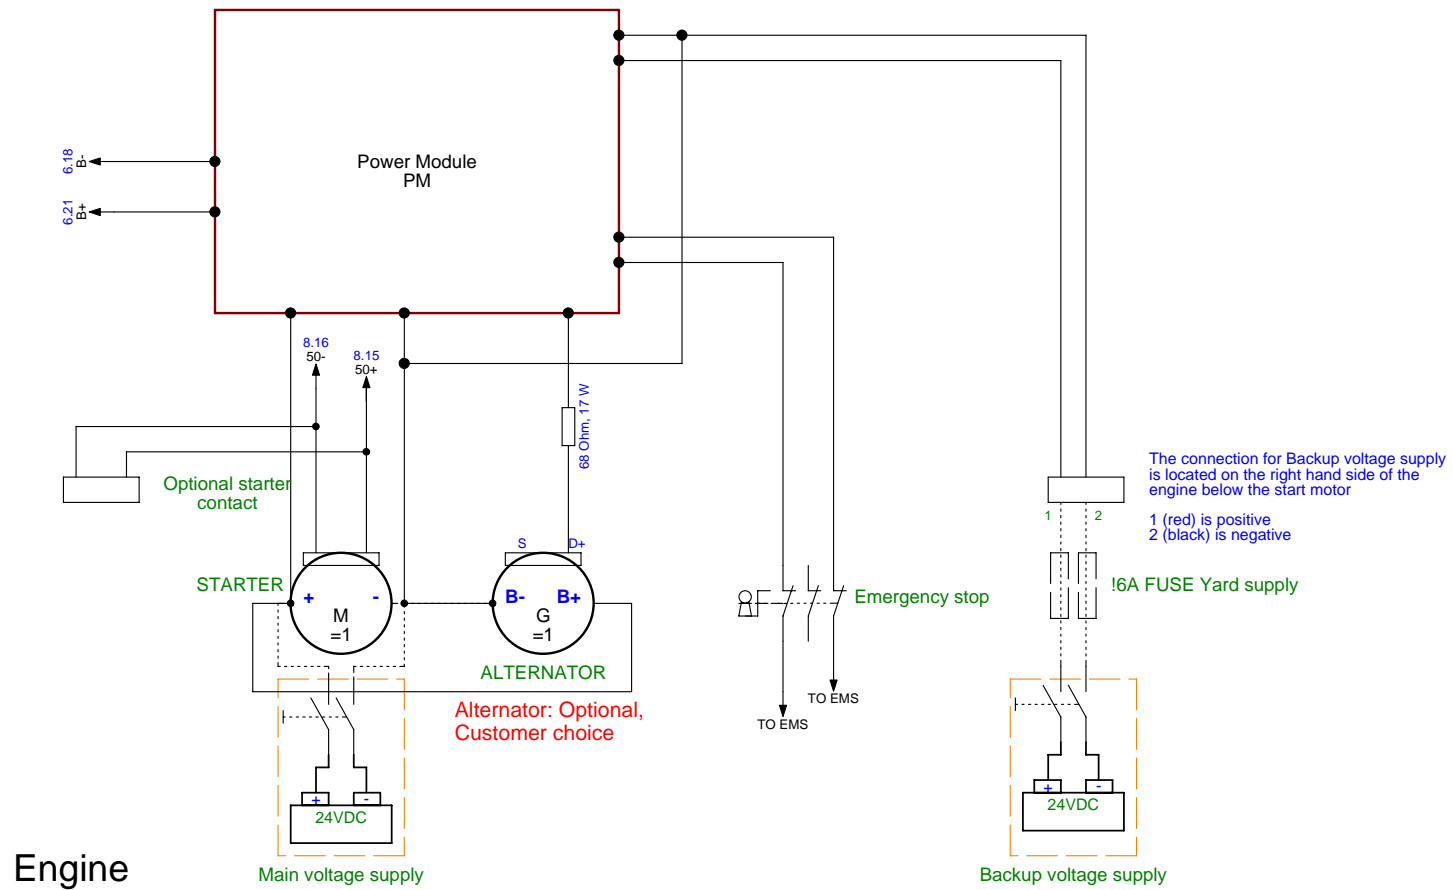 Power Module
PM
6.18
B-
6.21
B+
8.16
50-
8.15
50+
68 Ohm, 17 W
Optional starter
contact
The connection for Backup voltage supply
is located on the right hand side of the
engine below the start motor
1 (red) is positive
2 (black) is negative
1
2
S
D+
STARTER
+
-
M
=1
B-
B+
G
=1
ALTERNATOR
Emergency stop
!6A FUSE Yard supply
Alternator: Optional,
Customer choice
TO EMS
TO EMS
+
-
24VDC
+
-
24VDC
Engine
Main voltage supply
Backup voltage supply